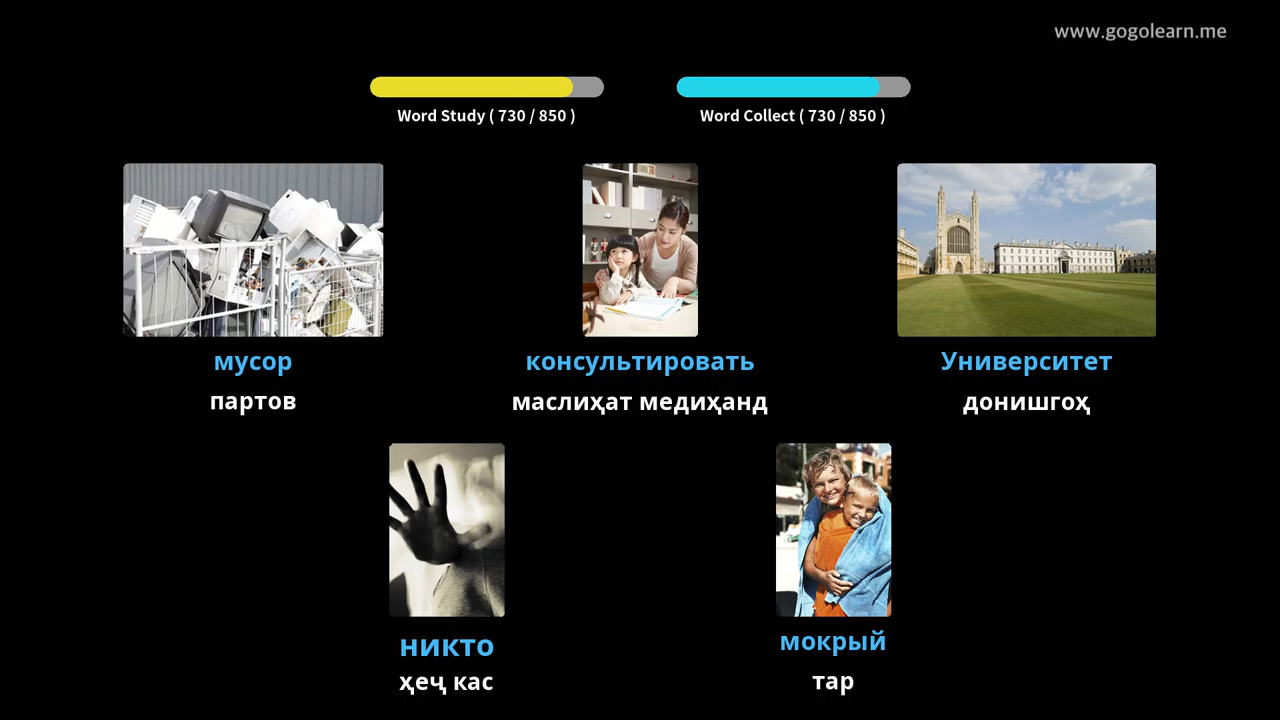 www.gogolearn.me
Word Study ( 730 / 850 )
Word Collect ( 730 / 850 )
мусор
партов
консультировать
маслиҳат медиҳанд
Университет
донишгоҳ
никто
ҳеҷ кас
мокрый
тар